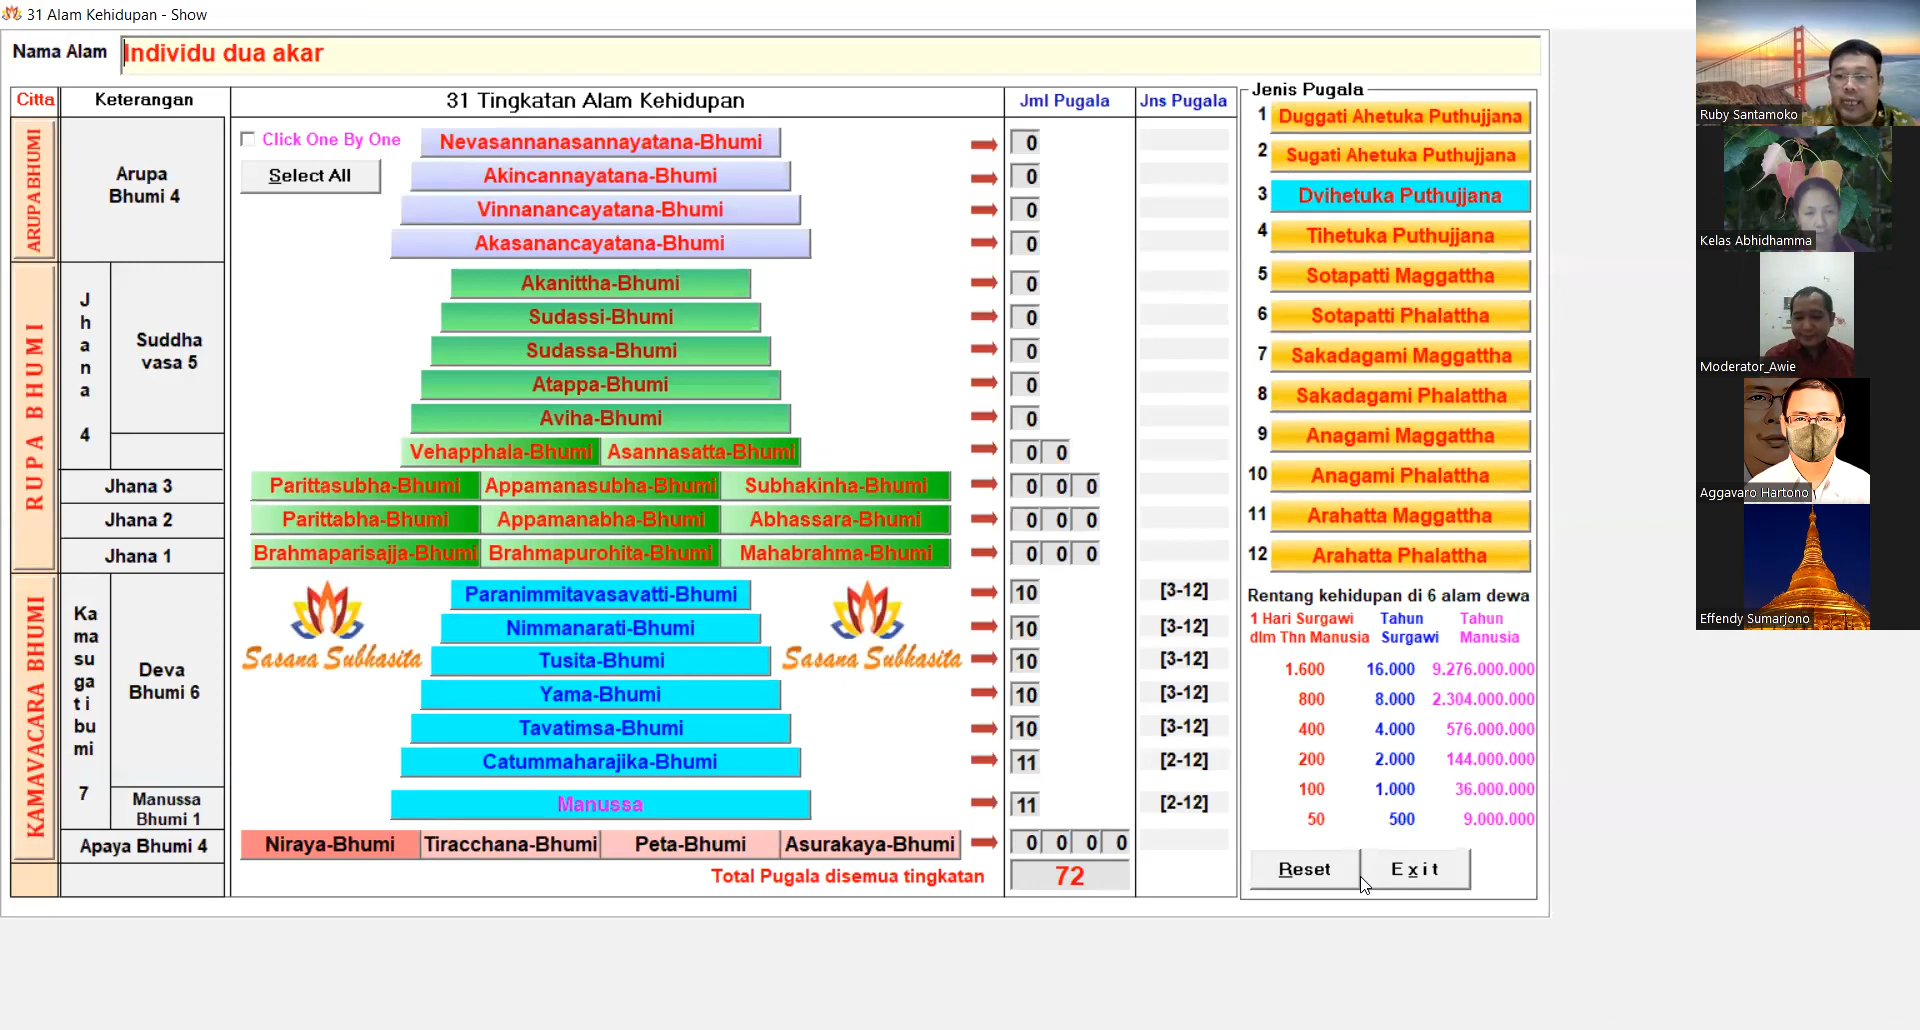 31 Alam Kehidupan - Show
Nama Alam
Individu dua akar
Citta
Keterangan
31 Tingkatan Alam Kehidupan
Jml Pugala
Jns Pugala
Jenis Pugala
ARUPABHUMI
Arupa
Bhumi 4
Click One By One
Select All
Nevasannanasannayatana-Bhumi
0
Akincannayatana-Bhumi
0
Vinnanancayatana-Bhumi
0
Akasanancayatana-Bhumi
0
RUPA BHUMI
Jhana
4
Suddha
vasa 5
Akanittha-Bhumi
0
Sudassi-Bhumi
0
Sudassa-Bhumi
0
Atappa-Bhumi
0
Aviha-Bhumi
0
Vehapphala-Bhumi Asannasatta-Bhumi
0 0
Jhana 3
Parittasubha-Bhumi Appamanasubha-Bhumi Subhakinha-Bhumi
0 0 0
Jhana 2
Parittabha-Bhumi Appamanabha-Bhumi Abhassara-Bhumi
0 0 0
Jhana 1
Brahmaparisajja-Bhumi Brahmapurohita-Bhumi Mahabrahma-Bhumi
0 0 0
KAMAVACARA BHUMI
Ka
ma
su
ga
ti
bu
mi
7
Deva
Bhumi 6
Sasana Subhasita
Sasana Subhasita
Paranimmitavasavatti-Bhumi
10 [3-12]
Nimmanarati-Bhumi
10 [3-12]
Tusita-Bhumi
10 [3-12]
Yama-Bhumi
10 [3-12]
Tavatimsa-Bhumi
10 [3-12]
Catummaharajika-Bhumi
11 [2-12]
Manussa
Bhumi 1
Manussa
11 [2-12]
Apaya Bhumi 4
Niraya-Bhumi Tiracchana-Bhumi Peta-Bhumi Asurakaya-Bhumi
0 0 0 0
Total Pugala disemua tingkatan
72
1 Duggati Ahetuka Puthujjana
2 Sugati Ahetuka Puthujjana
3 Dvihetuka Puthujjana
4 Tihetuka Puthujjana
5 Sotapatti Maggattha
6 Sotapatti Phalattha
7 Sakadagami Maggattha
8 Sakadagami Phalattha
9 Anagami Maggattha
10 Anagami Phalattha
11 Arahatta Maggattha
12 Arahatta Phalattha
Rentang kehidupan di 6 alam dewa
1 Hari Surgawi Tahun Tahun
dlm Thn Manusia Surgawi Manusia
1.600 16.000 9.276.000.000
800 8.000 2.304.000.000
400 4.000 576.000.000
200 2.000 144.000.000
100 1.000 36.000.000
50 500 9.000.000
Reset
Exit
Ruby Santamoko
Kelas Abhidhamma
Moderator_Awie
Aggavaro Hartono
Effendy Sumarjono